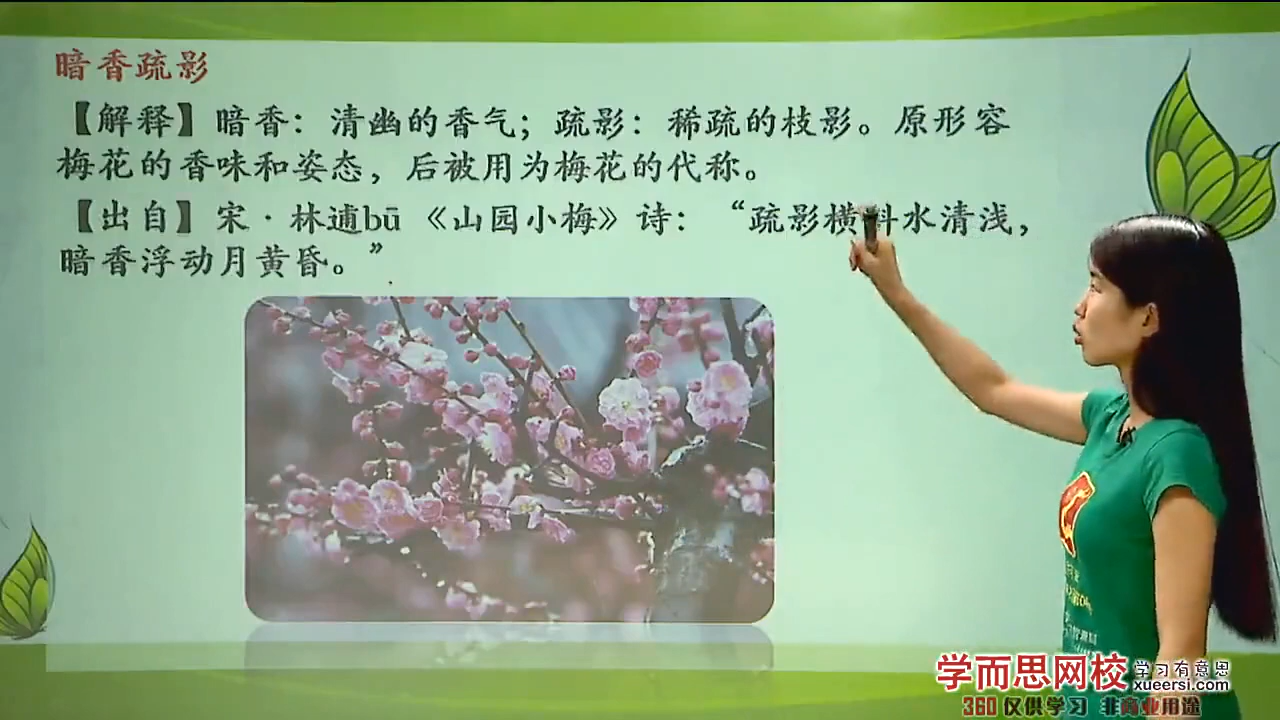 暗香疏影
【解释】暗香：清幽的香气；疏影：稀疏的枝影。原形容
梅花的香味和姿态，后被用为梅花的代称。
【出自】宋·林逋bū《山园小梅》诗：“疏影横斜水清浅，
暗香浮动月黄昏。”
学而思网校 学习有意思
xueersi.com
360 仅供学习 非商业用途